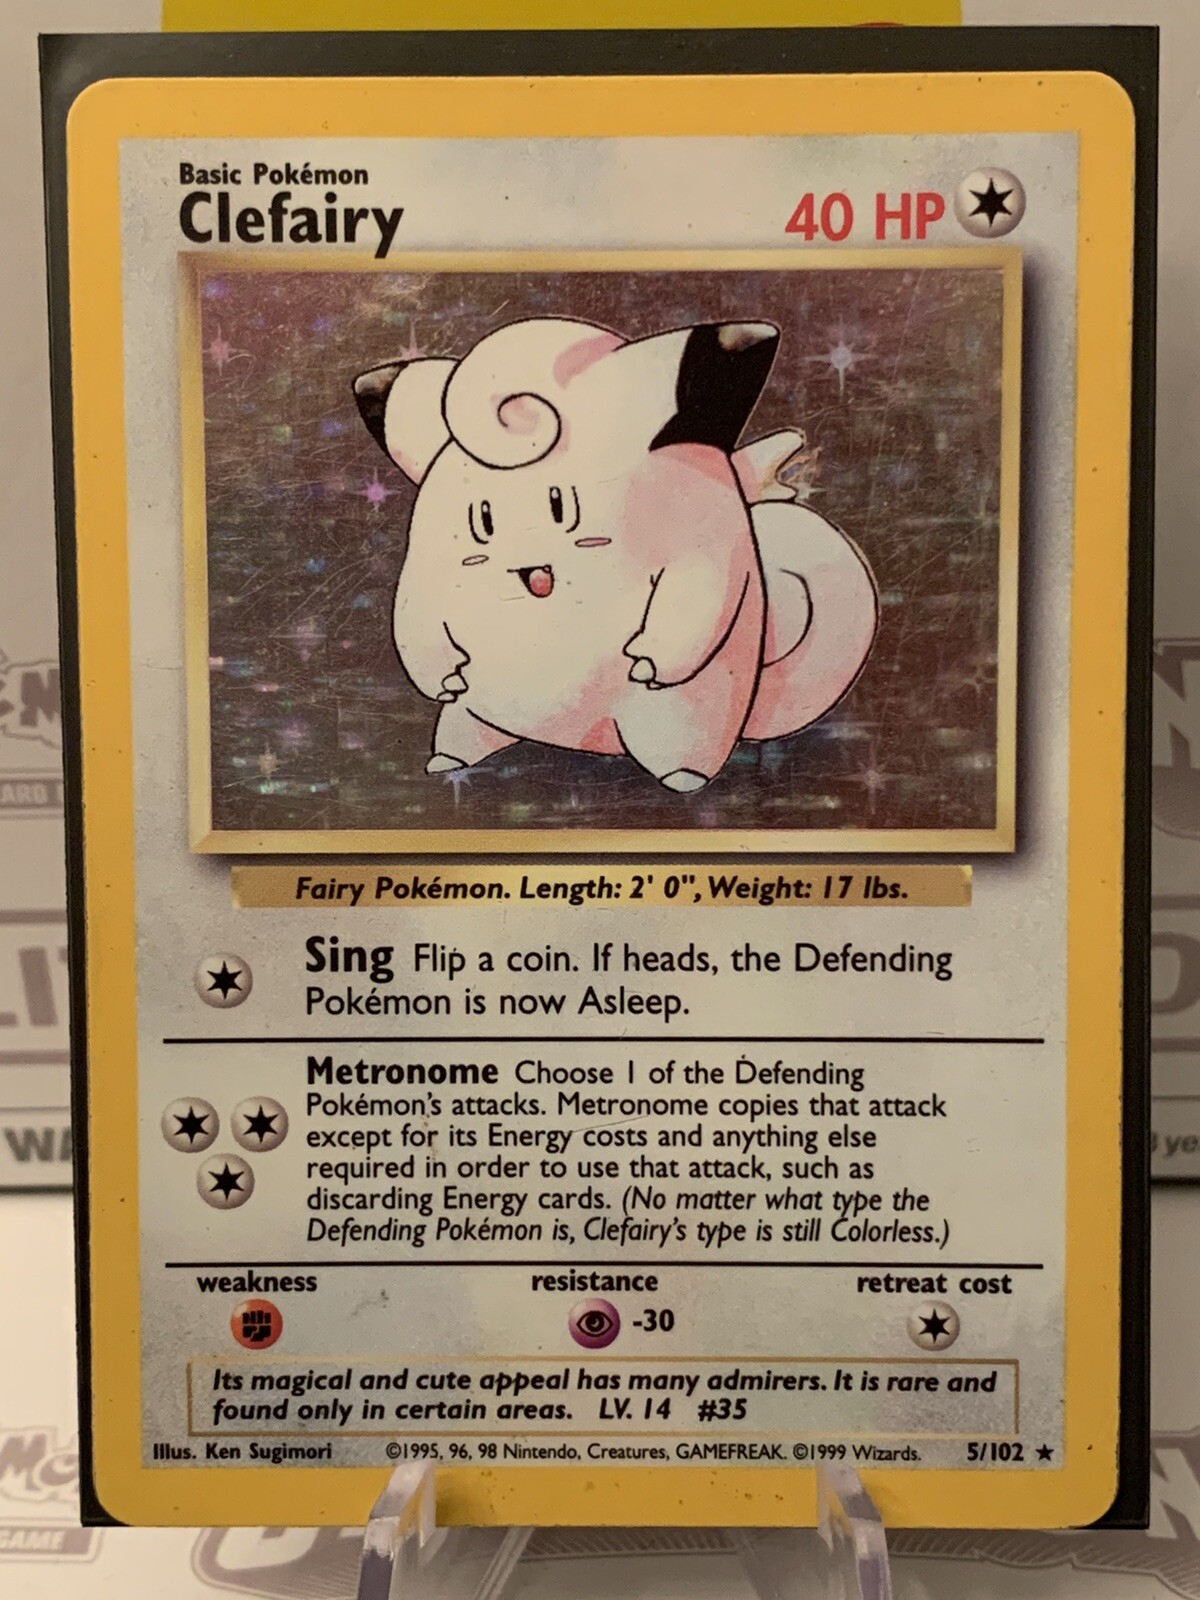 Basic Pokémon
Clefairy
40 HP
Fairy Pokémon. Length: 2' 0", Weight: 17 lbs.
Sing Flip a coin. If heads, the Defending
Pokémon is now Asleep.
Metronome Choose 1 of the Defending
Pokémon's attacks. Metronome copies that attack
except for its Energy costs and anything else
required in order to use that attack, such as
discarding Energy cards. (No matter what type the
Defending Pokémon is, Clefairy's type is still Colorless.)
weakness resistance retreat cost
-30
Its magical and cute appeal has many admirers. It is rare and
found only in certain areas. LV. 14 #35
Illus. Ken Sugimori ©1995, 96, 98 Nintendo, Creatures, GAMEFREAK. ©1999 Wizards. 5/102 ★
GAME